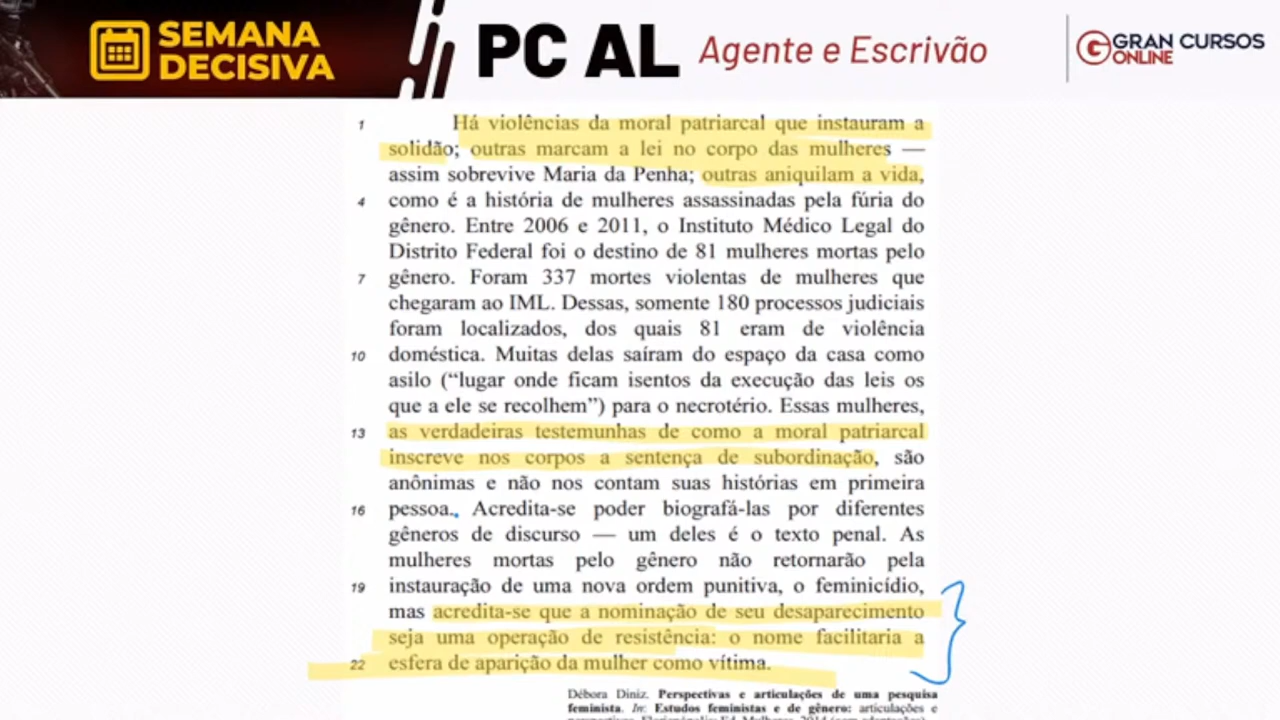 SEMANA
DECISIVA
PC AL Agente e Escrivão
GRAN CURSOS
ONLINE
1 Há violências da moral patriarcal que instauram a
solidão; outras marcam a lei no corpo das mulheres —
assim sobrevive Maria da Penha; outras aniquilam a vida,
4 como é a história de mulheres assassinadas pela fúria do
gênero. Entre 2006 e 2011, o Instituto Médico Legal do
Distrito Federal foi o destino de 81 mulheres mortas pelo
7 gênero. Foram 337 mortes violentas de mulheres que
chegaram ao IML. Dessas, somente 180 processos judiciais
foram localizados, dos quais 81 eram de violência
10 doméstica. Muitas delas saíram do espaço da casa como
asilo (“lugar onde ficam isentos da execução das leis os
que a ele se recolhem”) para o necrotério. Essas mulheres,
13 as verdadeiras testemunhas de como a moral patriarcal
inscreve nos corpos a sentença de subordinação, são
anônimas e não nos contam suas histórias em primeira
16 pessoa. Acredita-se poder biografá-las por diferentes
gêneros de discurso — um deles é o texto penal. As
mulheres mortas pelo gênero não retornarão pela
19 instauração de uma nova ordem punitiva, o feminicídio,
mas acredita-se que a nominação de seu desaparecimento
seja uma operação de resistência: o nome facilitaria a
22 esfera de aparição da mulher como vítima.
Débora Diniz. Perspectivas e articulações de uma pesquisa
feminista. In: Estudos feministas e de gênero: articulações e